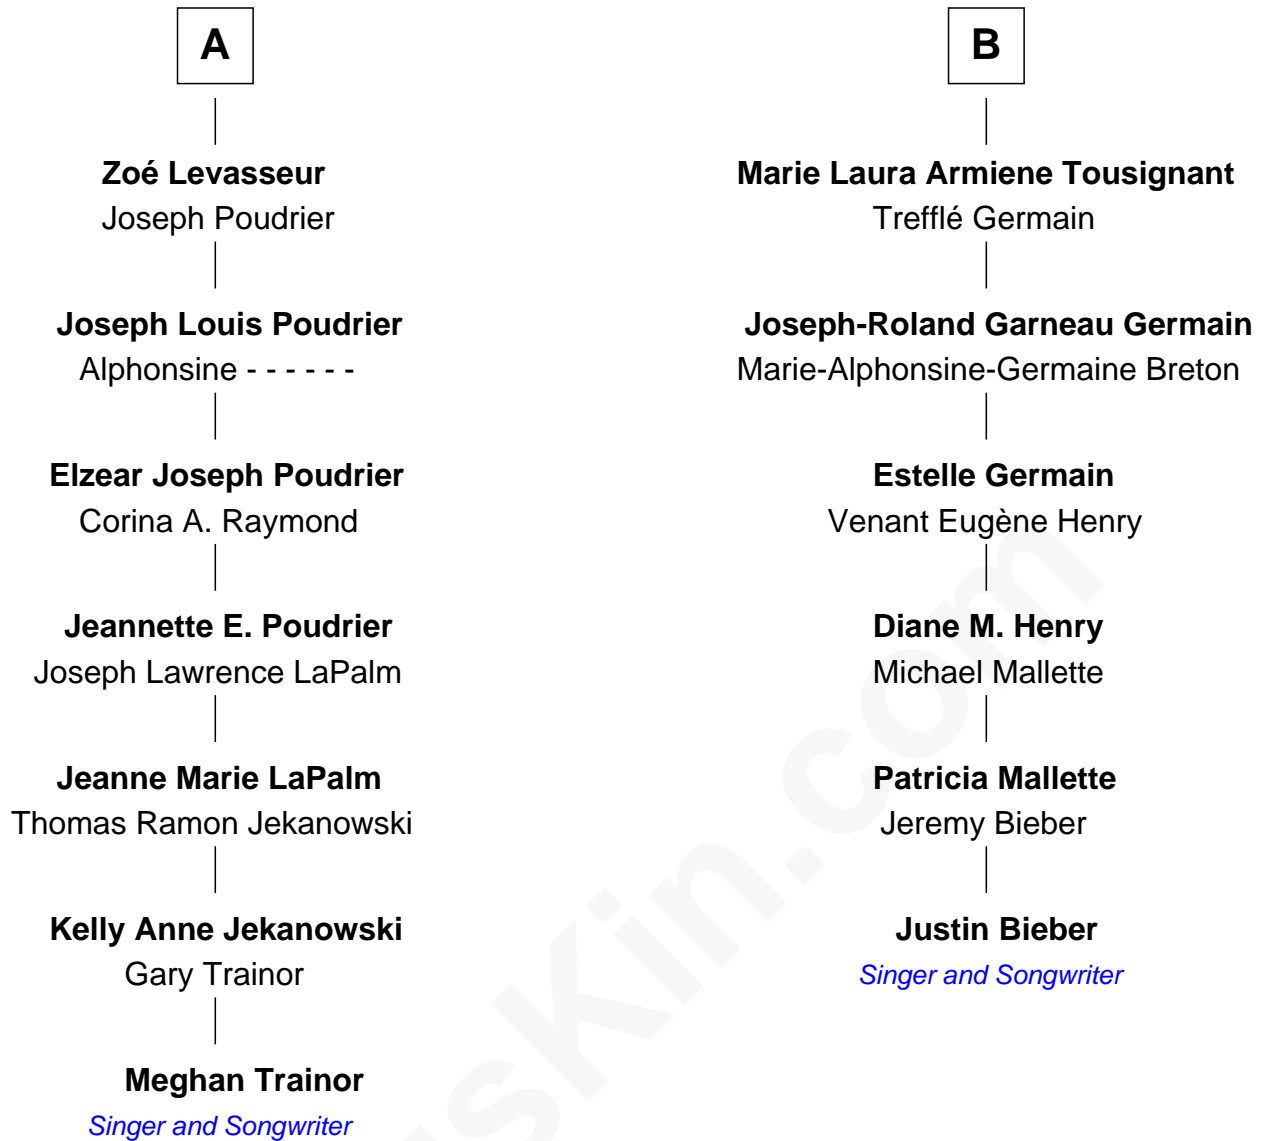 A
Zoé Levasseur
Joseph Poudrier
Joseph Louis Poudrier
Alphonsine - - - - - -
Elzear Joseph Poudrier
Corina A. Raymond
Jeannette E. Poudrier
Joseph Lawrence LaPalm
Jeanne Marie LaPalm
Thomas Ramon Jekanowski
Kelly Anne Jekanowski
Gary Trainor
Meghan Trainor
Singer and Songwriter
B
Marie Laura Armiene Tousignant
Trefflé Germain
Joseph-Roland Garneau Germain
Marie-Alphonsine-Germaine Breton
Estelle Germain
Venant Eugène Henry
Diane M. Henry
Michael Mallette
Patricia Mallette
Jeremy Bieber
Justin Bieber
Singer and Songwriter